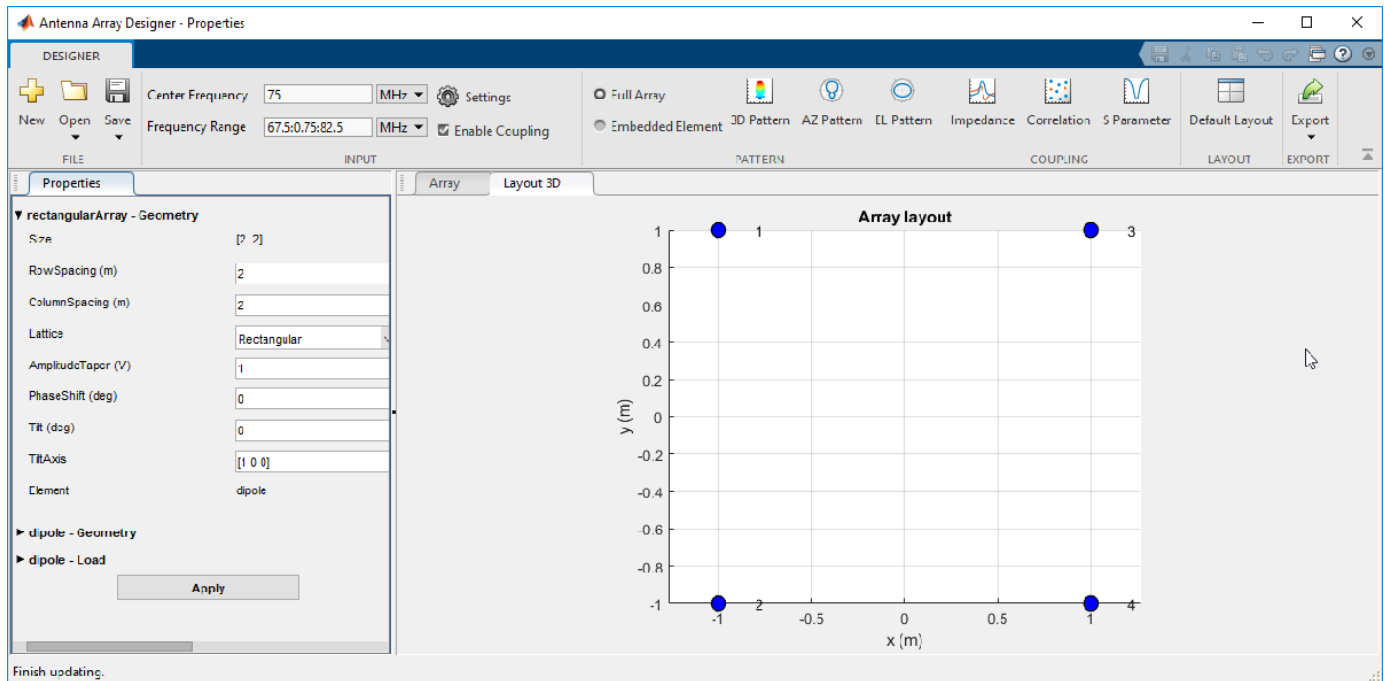 Antenna Array Designer - Properties
DESIGNER
New
Open
Save
FILE
Center Frequency 75 MHz
Settings
Frequency Range 67.5:0.75:82.5 MHz
Enable Coupling
INPUT
Full Array
Embedded Element
3D Pattern
AZ Pattern
EL Pattern
PATTERN
Impedance
Correlation
S Parameter
COUPLING
Default Layout
LAYOUT
Export
EXPORT
Properties
rectangularArray - Geometry
Size [2 2]
RowSpacing (m) 2
ColumnSpacing (m) 2
Lattice Rectangular
AmplitudeTaper (V) 1
PhaseShift (deg) 0
Tilt (deg) 0
TiltAxis [1 0 0]
Element dipole
dipole - Geometry
dipole - Load
Apply
Array
Layout 3D
Array layout
1 3
1
0.8
0.6
0.4
0.2
0
-0.2
-0.4
-0.6
-0.8
-1
y (m)
2 4
-1 -0.5 0 0.5 1
x (m)
Finish updating.